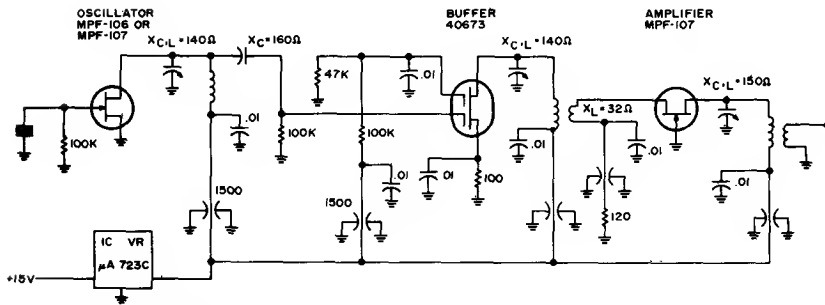 OSCILLATOR
MPF-106 OR
MPF-107
BUFFER
40673
AMPLIFIER
MPF-107
XC,L=140Ω
XC=160Ω
XC,L=140Ω
XC,L=150Ω
XL=32Ω
47K
.01
100K
.01
100K
100K
.01
.01
100
.01
.01
.01
1500
1500
120
IC VR
μA 723C
+15V